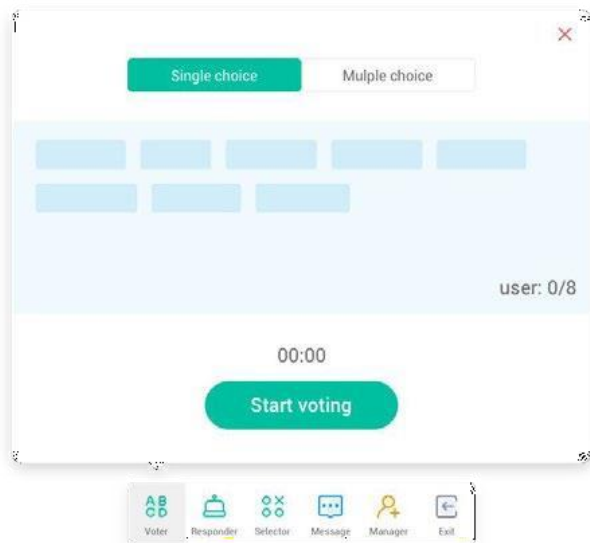 Single choice
Mulple choice
user: 0/8
00:00
Start voting
A B
C D
Voter
Responder
Selector
Message
Manager
Exit